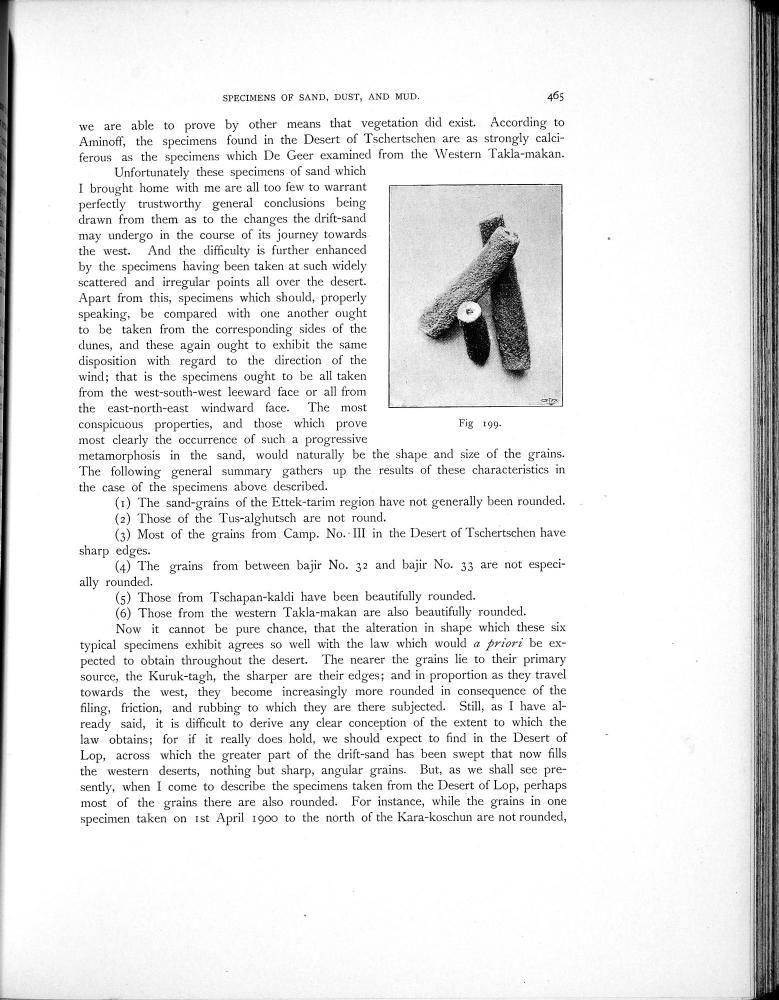 SPECIMENS OF SAND, DUST, AND MUD. 465
we are able to prove by other means that vegetation did exist. According to
Aminoff, the specimens found in the Desert of Tschertschen are as strongly calci-
ferous as the specimens which De Geer examined from the Western Takla-makan.
Unfortunately these specimens of sand which
I brought home with me are all too few to warrant
perfectly trustworthy general conclusions being
drawn from them as to the changes the drift-sand
may undergo in the course of its journey towards
the west. And the difficulty is further enhanced
by the specimens having been taken at such widely
scattered and irregular points all over the desert.
Apart from this, specimens which should, properly
speaking, be compared with one another ought
to be taken from the corresponding sides of the
dunes, and these again ought to exhibit the same
disposition with regard to the direction of the
wind; that is the specimens ought to be all taken
from the west-south-west leeward face or all from
the east-north-east windward face. The most
conspicuous properties, and those which prove
most clearly the occurrence of such a progressive
Fig 199.
metamorphosis in the sand, would naturally be the shape and size of the grains.
The following general summary gathers up the results of these characteristics in
the case of the specimens above described.
(1) The sand-grains of the Ettek-tarim region have not generally been rounded.
(2) Those of the Tus-alghutsch are not round.
(3) Most of the grains from Camp. No. III in the Desert of Tschertschen have
sharp edges.
(4) The grains from between bajir No. 32 and bajir No. 33 are not especi-
ally rounded.
(5) Those from Tschapan-kaldi have been beautifully rounded.
(6) Those from the western Takla-makan are also beautifully rounded.
Now it cannot be pure chance, that the alteration in shape which these six
typical specimens exhibit agrees so well with the law which would a priori be ex-
pected to obtain throughout the desert. The nearer the grains lie to their primary
source, the Kuruk-tagh, the sharper are their edges; and in proportion as they travel
towards the west, they become increasingly more rounded in consequence of the
filing, friction, and rubbing to which they are there subjected. Still, as I have al-
ready said, it is difficult to derive any clear conception of the extent to which the
law obtains; for if it really does hold, we should expect to find in the Desert of
Lop, across which the greater part of the drift-sand has been swept that now fills
the western deserts, nothing but sharp, angular grains. But, as we shall see pre-
sently, when I come to describe the specimens taken from the Desert of Lop, perhaps
most of the grains there are also rounded. For instance, while the grains in one
specimen taken on 1st April 1900 to the north of the Kara-koschun are not rounded,